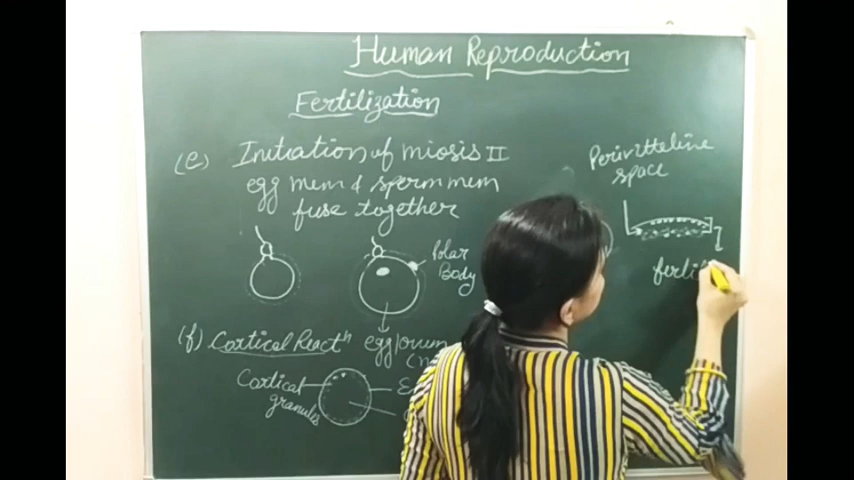 Human Reproduction
Fertilization
(e) Initiation of miosis II
egg mem & sperm mem
fuse together
Polar
Body
(f) Cortical Reactn
egg/ovum
Cortical
granules
Perivitteline
space